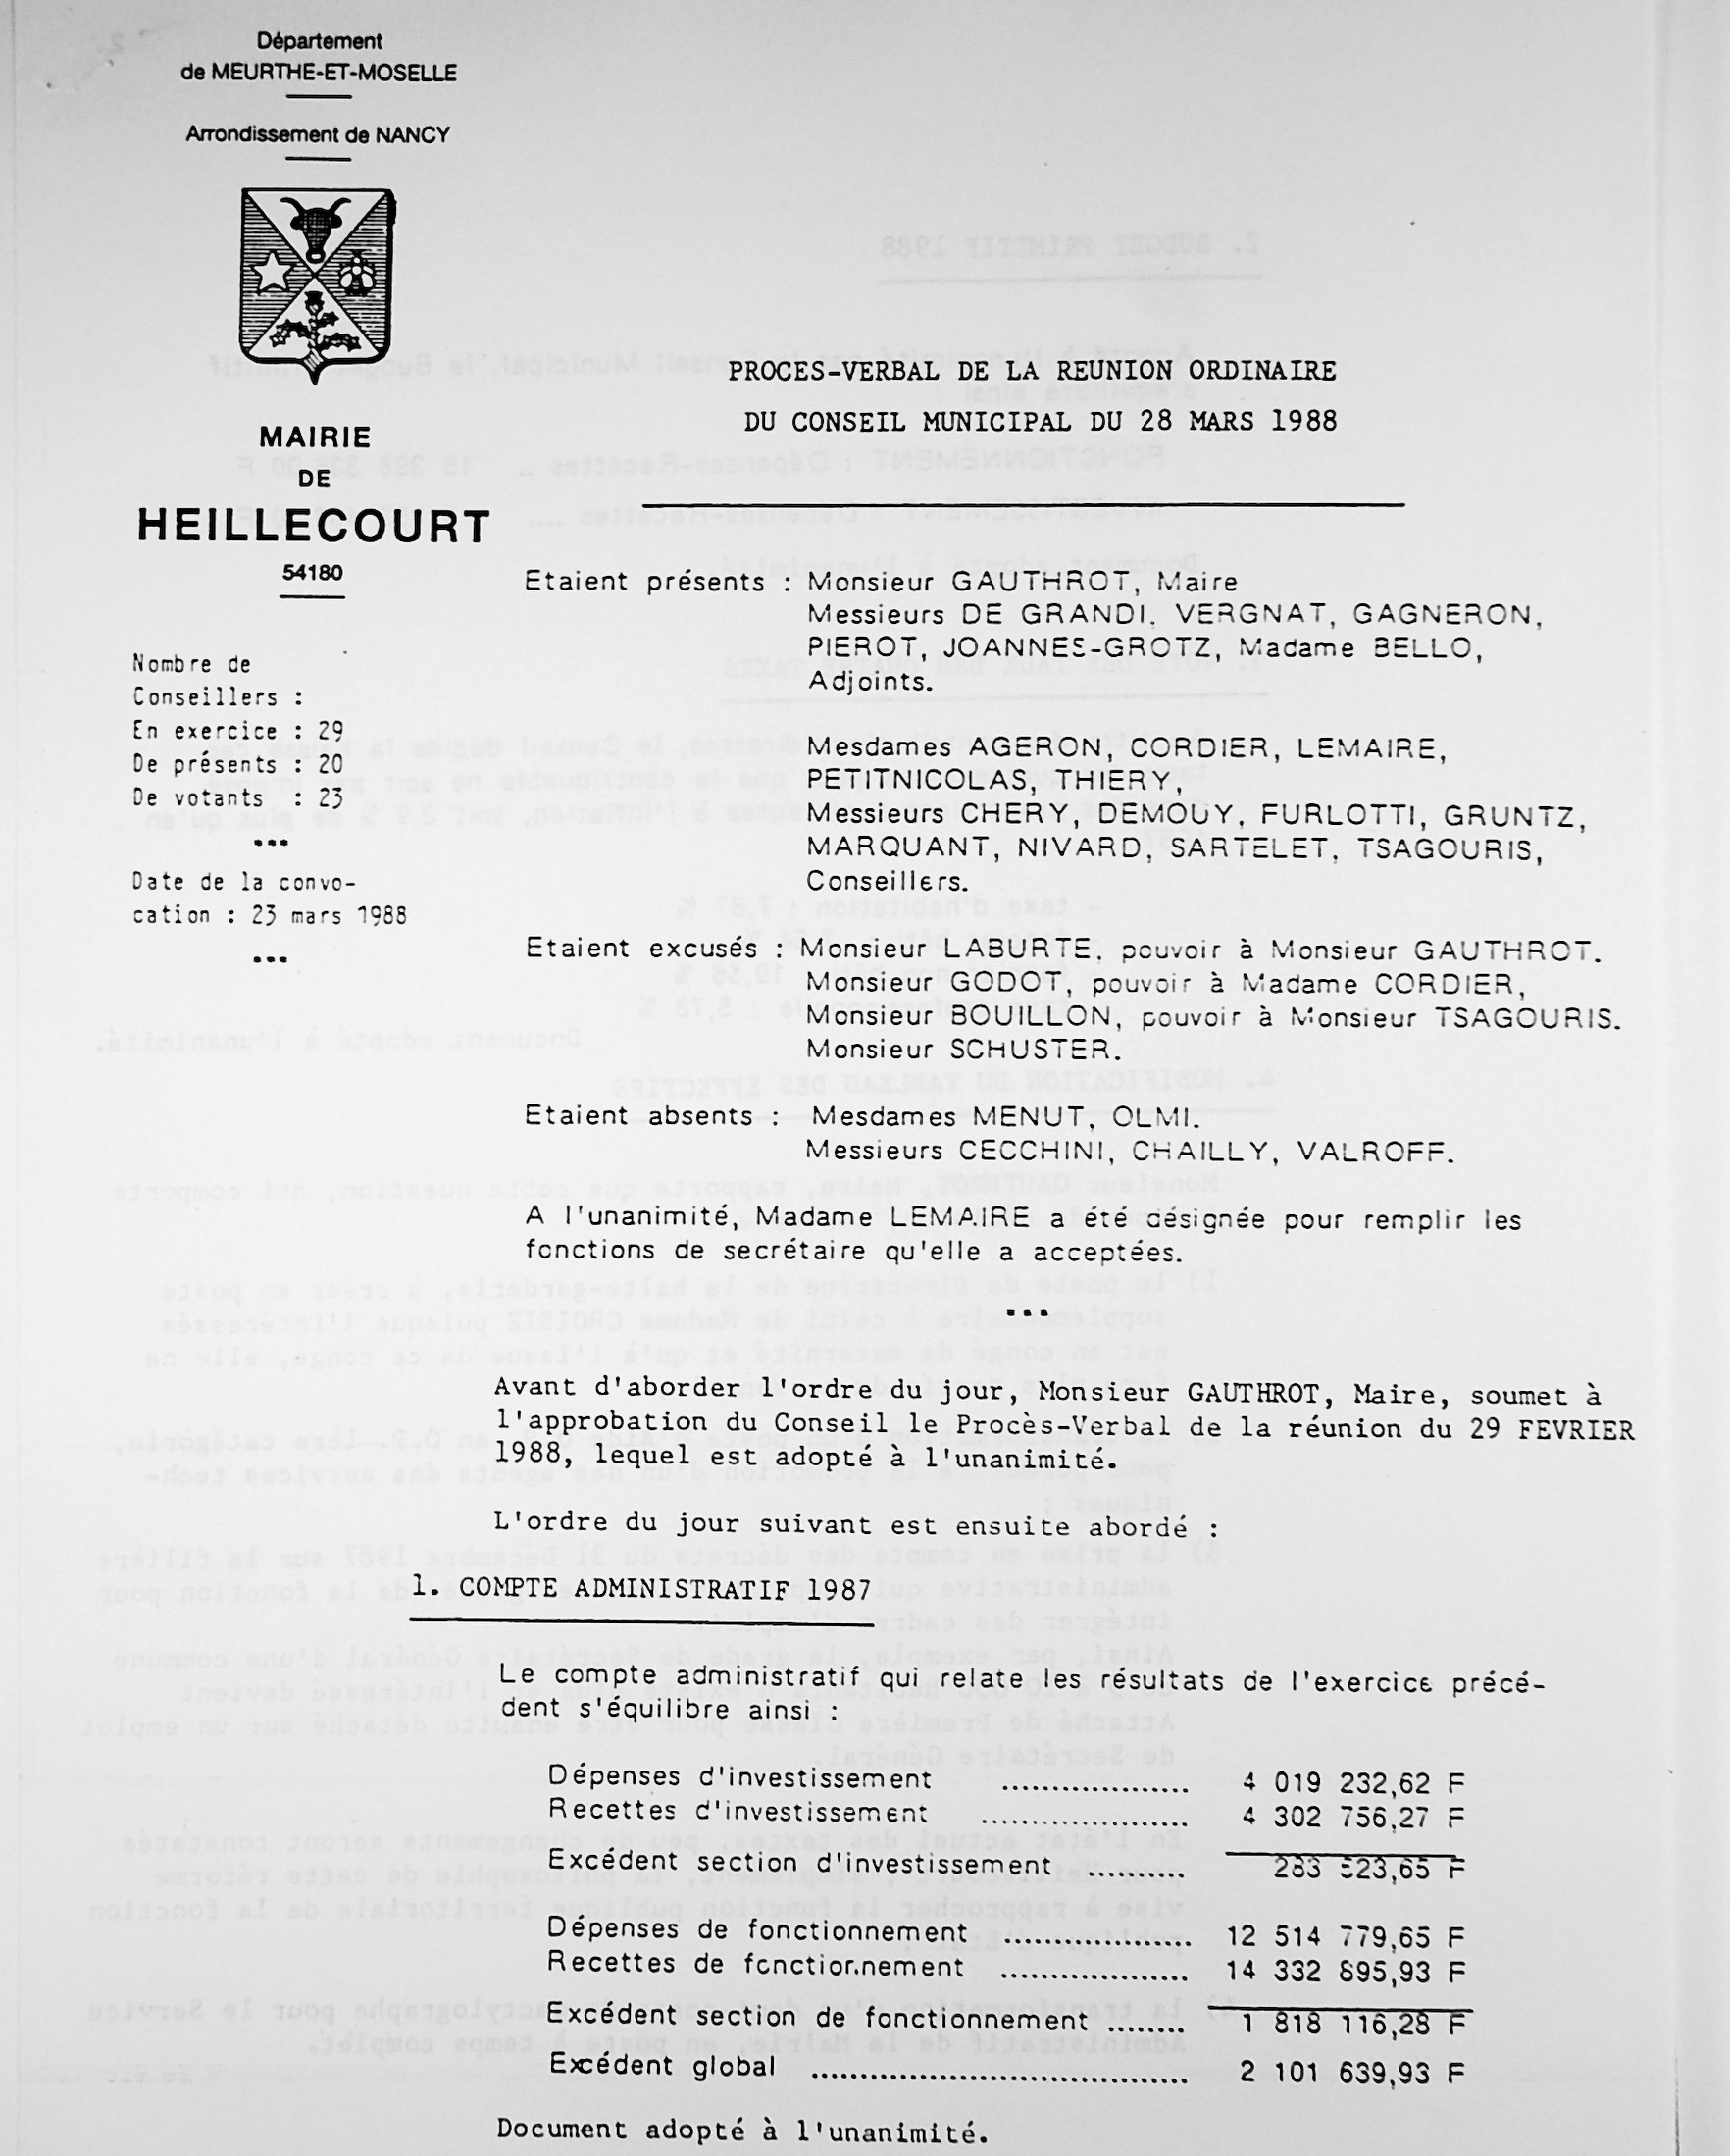 Département
de MEURTHE-ET-MOSELLE
Arrondissement de NANCY
MAIRIE
DE
HEILLECOURT
54180
Nombre de
Conseillers :
En exercice : 29
De présents : 20
De votants : 23
...
Date de la convo-
cation : 23 mars 1988
...
PROCES-VERBAL DE LA REUNION ORDINAIRE
DU CONSEIL MUNICIPAL DU 28 MARS 1988
Etaient présents : Monsieur GAUTHROT, Maire
Messieurs DE GRANDI, VERGNAT, GAGNERON,
PIEROT, JOANNES-GROTZ, Madame BELLO,
Adjoints.
Mesdames AGERON, CORDIER, LEMAIRE,
PETITNICOLAS, THIERY,
Messieurs CHERY, DEMOUY, FURLOTTI, GRUNTZ,
MARQUANT, NIVARD, SARTELET, TSAGOURIS,
Conseillers.
Etaient excusés : Monsieur LABURTE, pouvoir à Monsieur GAUTHROT.
Monsieur GODOT, pouvoir à Madame CORDIER,
Monsieur BOUILLON, pouvoir à Monsieur TSAGOURIS.
Monsieur SCHUSTER.
Etaient absents : Mesdames MENUT, OLMI.
Messieurs CECCHINI, CHAILLY, VALROFF.
A l'unanimité, Madame LEMAIRE a été désignée pour remplir les
fonctions de secrétaire qu'elle a acceptées.
...
Avant d'aborder l'ordre du jour, Monsieur GAUTHROT, Maire, soumet à
l'approbation du Conseil le Procès-Verbal de la réunion du 29 FEVRIER
1988, lequel est adopté à l'unanimité.
L'ordre du jour suivant est ensuite abordé :
1. COMPTE ADMINISTRATIF 1987
Le compte administratif qui relate les résultats de l'exercice précé-
dent s'équilibre ainsi :
Dépenses d'investissement ................... 4 019 232,62 F
Recettes d'investissement ..................... 4 302 756,27 F
Excédent section d'investissement .......... 283 523,65 F
Dépenses de fonctionnement ................... 12 514 779,65 F
Recettes de fonctionnement ................... 14 332 895,93 F
Excédent section de fonctionnement ........ 1 818 116,28 F
Excédent global ...................................... 2 101 639,93 F
Document adopté à l'unanimité.